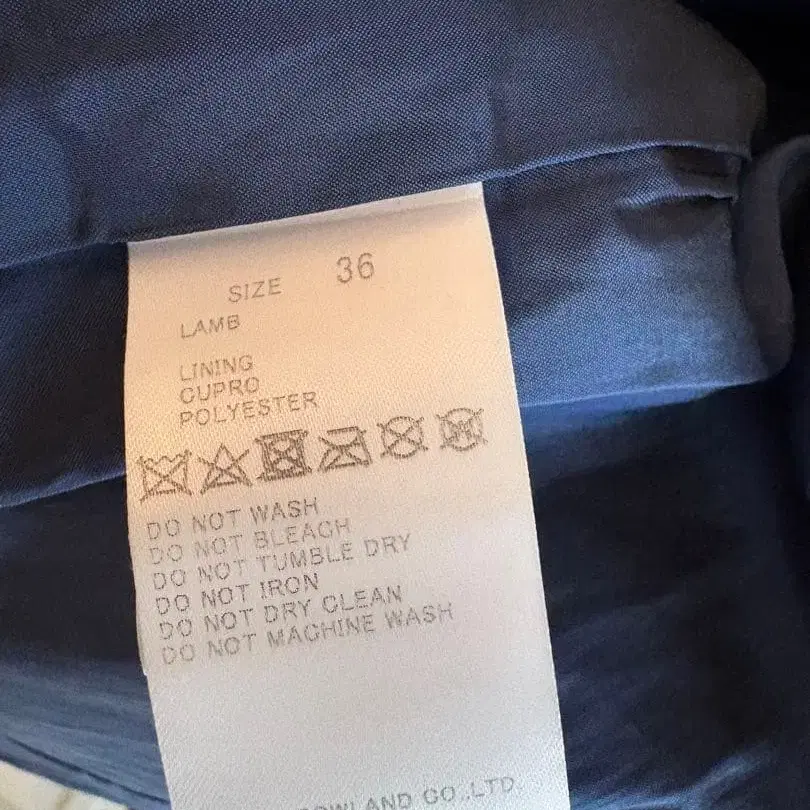 SIZE 36
LAMB
LINING
CUPRO
POLYESTER
DO NOT WASH
DO NOT BLEACH
DO NOT TUMBLE DRY
DO NOT IRON
DO NOT DRY CLEAN
DO NOT MACHINE WASH
CO.,LTD.